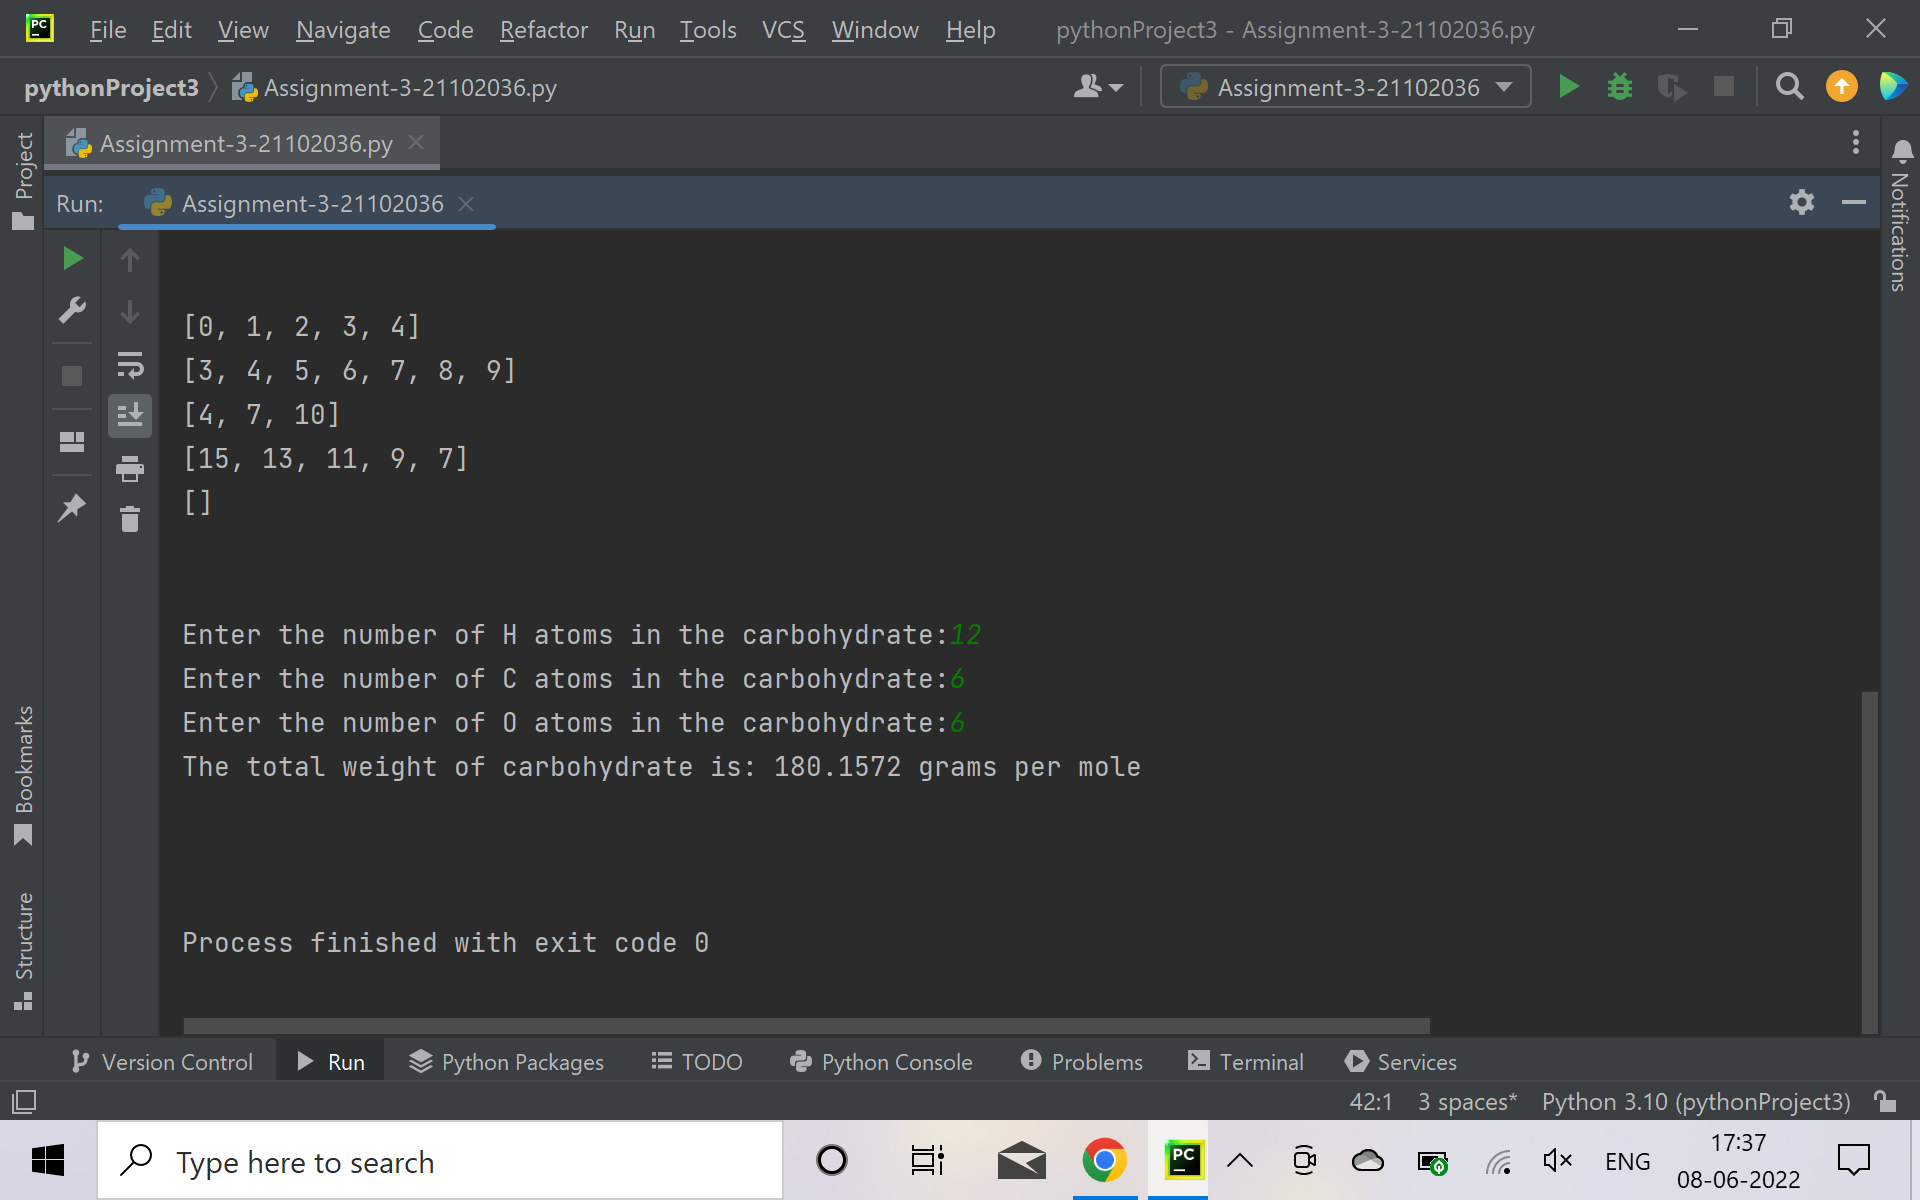 PC
File Edit View Navigate Code Refactor Run Tools VCS Window Help pythonProject3 - Assignment-3-21102036.py
pythonProject3 Assignment-3-21102036.py Assignment-3-21102036
Project
Assignment-3-21102036.py
Notifications
Run: Assignment-3-21102036
[0, 1, 2, 3, 4]
[3, 4, 5, 6, 7, 8, 9]
[4, 7, 10]
[15, 13, 11, 9, 7]
[]
Enter the number of H atoms in the carbohydrate:12
Enter the number of C atoms in the carbohydrate:6
Enter the number of O atoms in the carbohydrate:6
The total weight of carbohydrate is: 180.1572 grams per mole
Bookmarks
Structure
Process finished with exit code 0
Version Control Run Python Packages TODO Python Console Problems Terminal Services
42:1 3 spaces* Python 3.10 (pythonProject3)
Type here to search PC ENG 17:37
08-06-2022